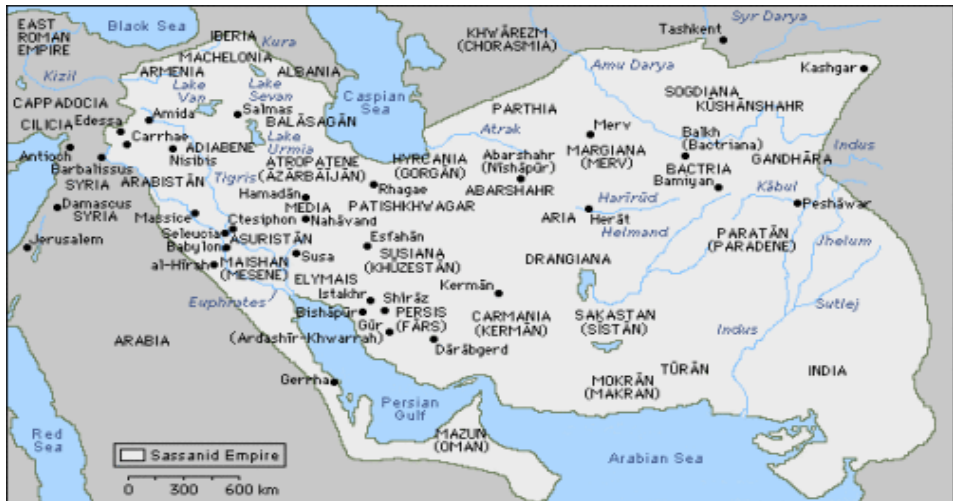 Black Sea
EAST
ROMAN
EMPIRE
IBERIA
Kura
MACHELONIA
ARMENIA
ALBANIA
Kizil
Lake
Van
Lake
Sevan
CAPPADOCIA
Caspian
Sea
KHWĀREZM
(CHORASMIA)
Syr Darya
Tashkent
Kashgar
Amu Darya
SOGDIANA
KŪSHĀNSHAHR
PARTHIA
CILICIA
Edessa
Amida
Salmas
BALĀSAGĀN
Carrhae
ADIABENE
Lake
Urmia
Atrak
Merv
Antioch
Nisibis
ATROPATENE
(AZARBĀIJĀN)
HYRCANIA
(GORGĀN)
Abarshahr
(Nīshāpūr)
MARGIANA
(MERV)
Balkh
(Bactriana)
Indus
GANDHĀRA
Barbalissus
SYRIA
ARABISTĀN
Tigris
Rhagae
ABARSHAHR
BACTRIA
Bamiyan
Hamadān
MEDIA
PATISHKHWAGAR
Harīrūd
Kābul
Peshāwar
Damascus
SYRIA
Massice
Ctesiphon
Nahāvand
ARIA
Herāt
Helmand
Seleucia
ASURISTĀN
Esfahān
PARATĀN
(PARADENE)
Jhelum
Jerusalem
Babylon
Susa
SUSIANA
(KHŪZESTĀN)
DRANGIANA
al-Hīrah
MAISHAN
(MESENE)
ELYMAIS
Kermān
Istakhr
Shīrāz
Sutlej
Euphrates
Bishāpūr
PERSIS
(FĀRS)
CARMANIA
(KERMĀN)
SAKASTAN
(SĪSTĀN)
Indus
Gūr
(Ardashīr-Khwarrah)
ARABIA
Dārābgerd
TŪRĀN
INDIA
Gerrha
MOKRĀN
(MAKRAN)
Persian
Gulf
Red
Sea
MAZUN
(OMAN)
Arabian Sea
Sassanid Empire
0 300 600 km